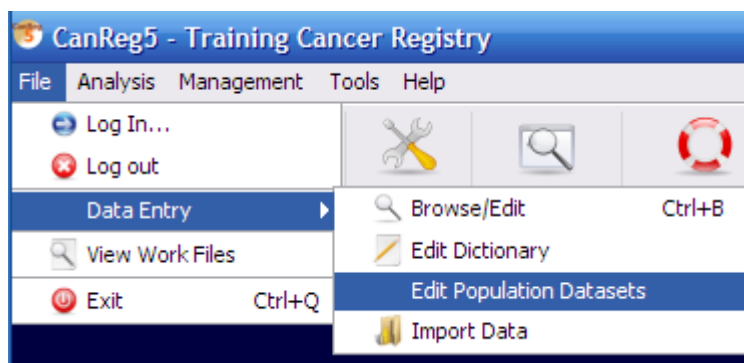 CanReg5 - Training Cancer Registry
File Analysis Management Tools Help
Log In...
Log out
Data Entry
Browse/Edit Ctrl+B
View Work Files
Edit Dictionary
Exit Ctrl+Q
Edit Population Datasets
Import Data